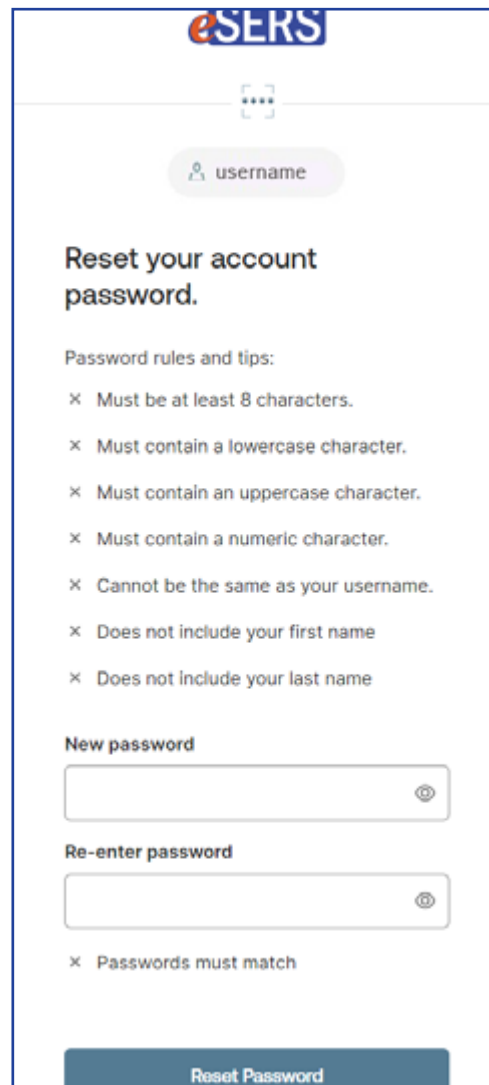 eSERS
username
Reset your account
password.
Password rules and tips:
× Must be at least 8 characters.
× Must contain a lowercase character.
× Must contain an uppercase character.
× Must contain a numeric character.
× Cannot be the same as your username.
× Does not include your first name
× Does not include your last name
New password
Re-enter password
× Passwords must match
Reset Password